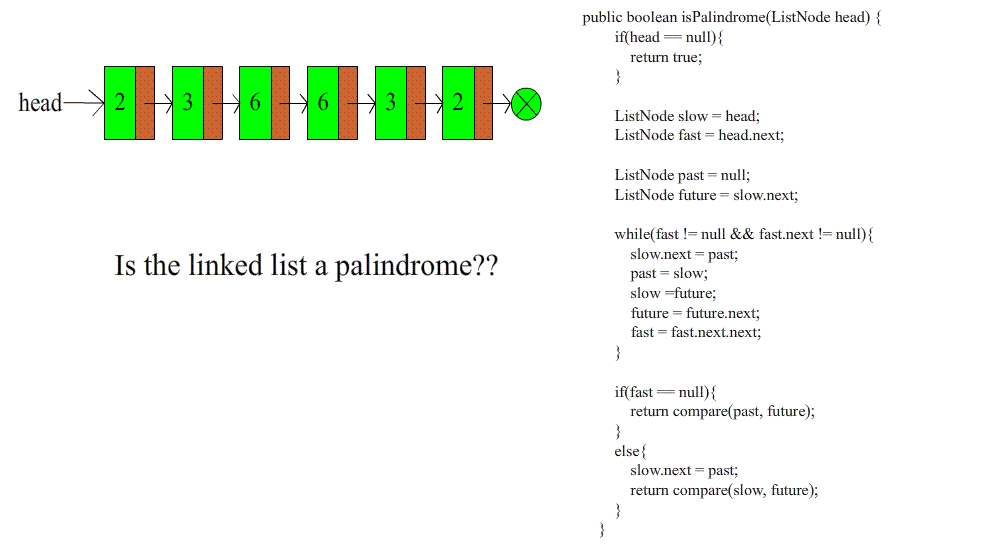 head 2 3 6 6 3 2
Is the linked list a palindrome??
public boolean isPalindrome(ListNode head) {
if(head == null){
return true;
}
ListNode slow = head;
ListNode fast = head.next;
ListNode past = null;
ListNode future = slow.next;
while(fast != null && fast.next != null){
slow.next = past;
past = slow;
slow =future;
future = future.next;
fast = fast.next.next;
}
if(fast == null){
return compare(past, future);
}
else{
slow.next = past;
return compare(slow, future);
}
}